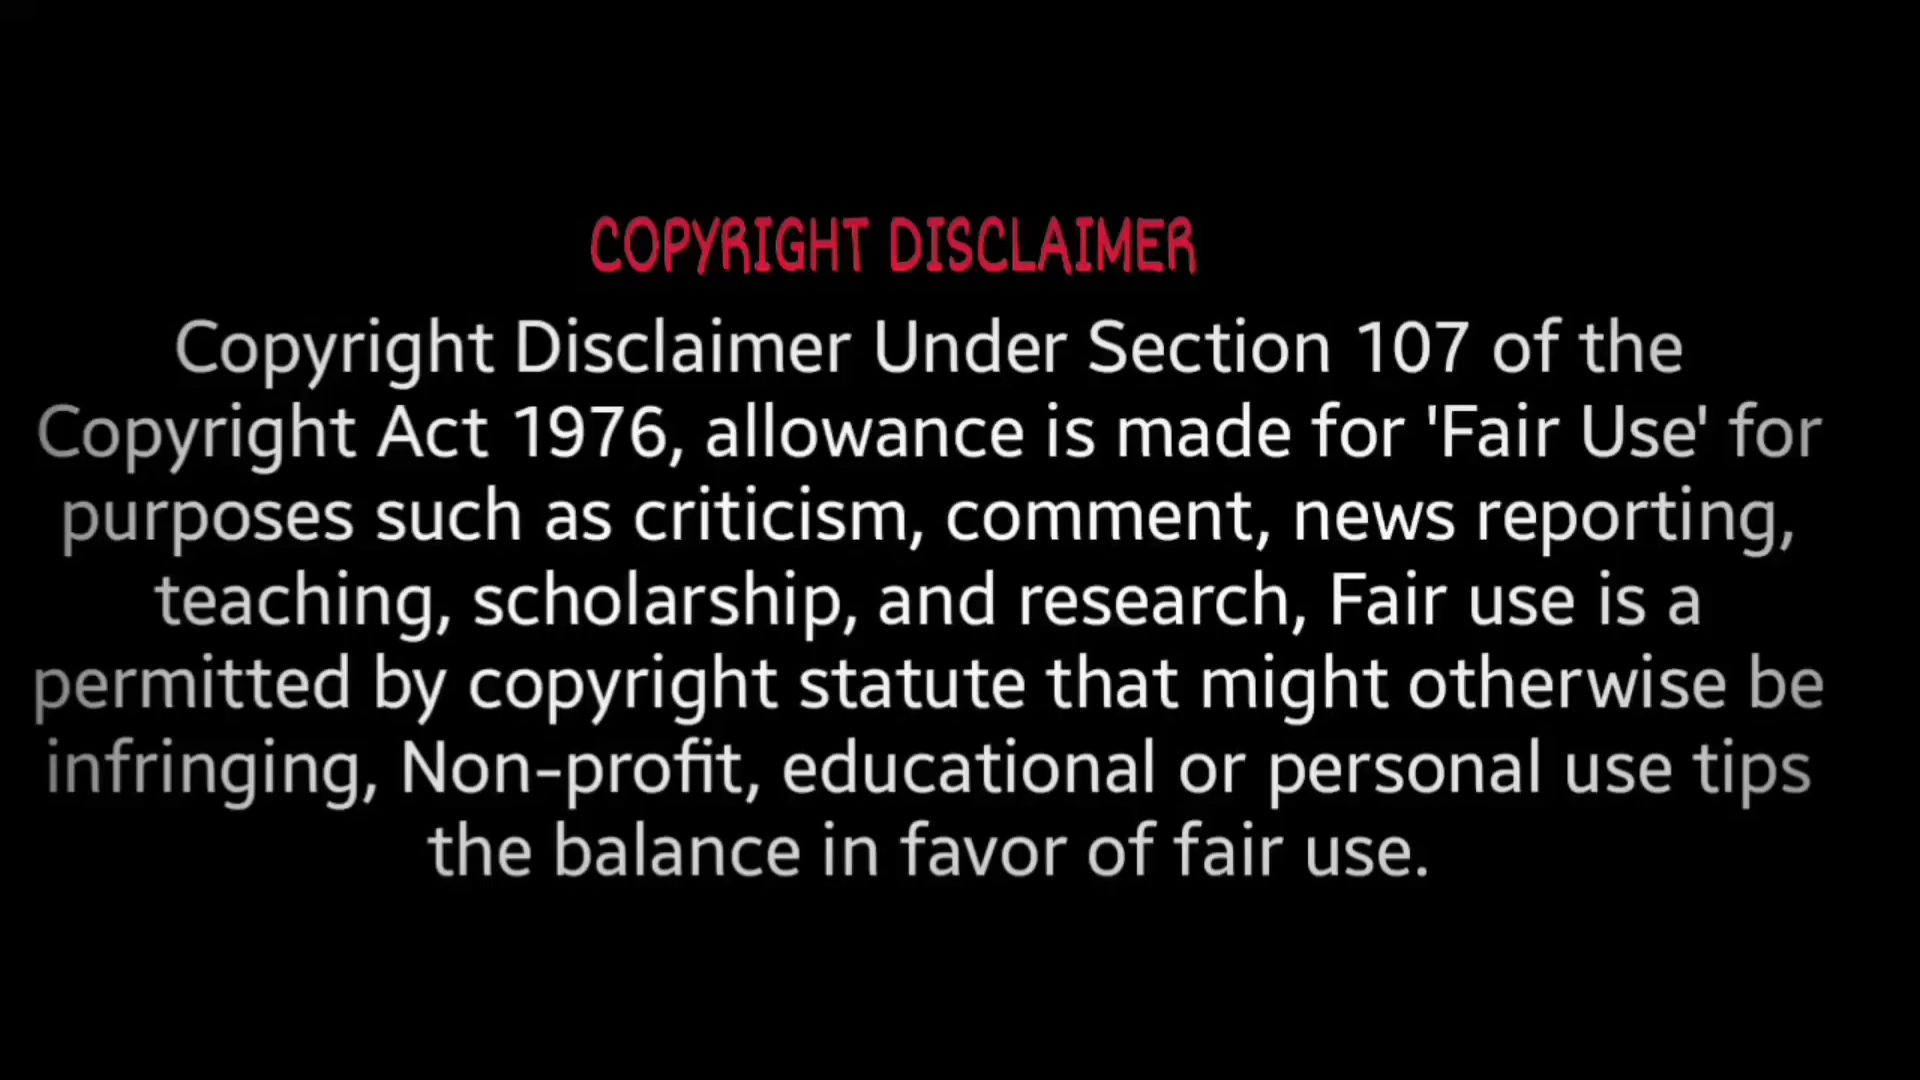 COPYRIGHT DISCLAIMER
Copyright Disclaimer Under Section 107 of the
Copyright Act 1976, allowance is made for 'Fair Use' for
purposes such as criticism, comment, news reporting,
teaching, scholarship, and research, Fair use is a
permitted by copyright statute that might otherwise be
infringing, Non-profit, educational or personal use tips
the balance in favor of fair use.